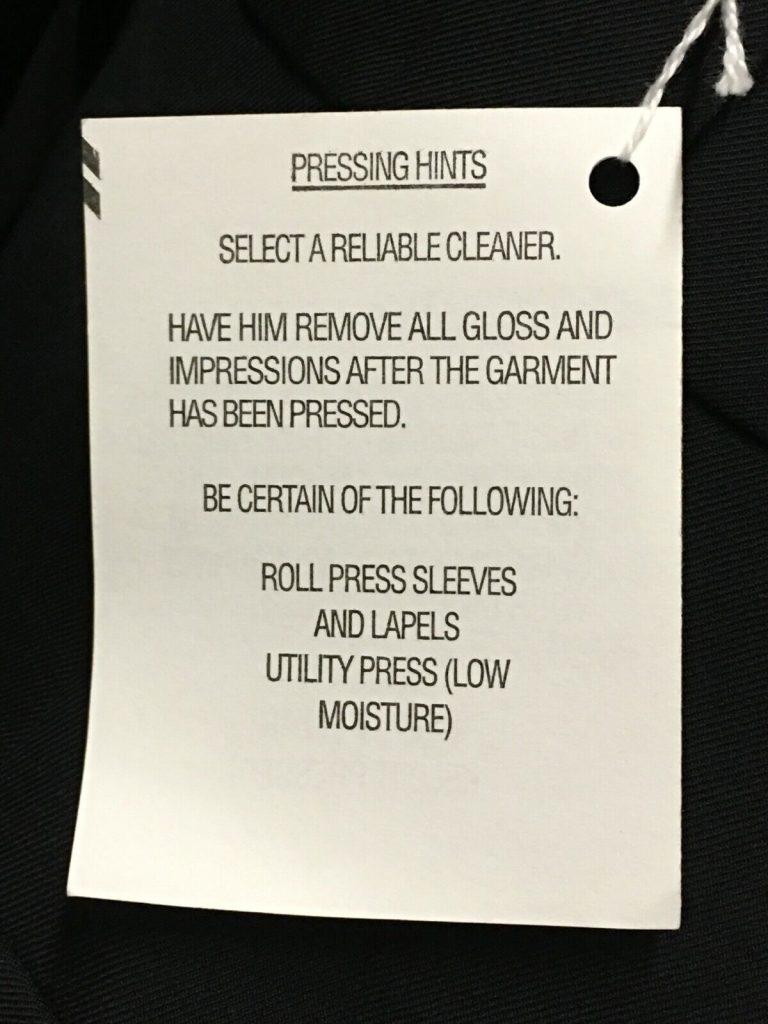 PRESSING HINTS
SELECT A RELIABLE CLEANER.
HAVE HIM REMOVE ALL GLOSS AND
IMPRESSIONS AFTER THE GARMENT
HAS BEEN PRESSED.
BE CERTAIN OF THE FOLLOWING:
ROLL PRESS SLEEVES
AND LAPELS
UTILITY PRESS (LOW
MOISTURE)